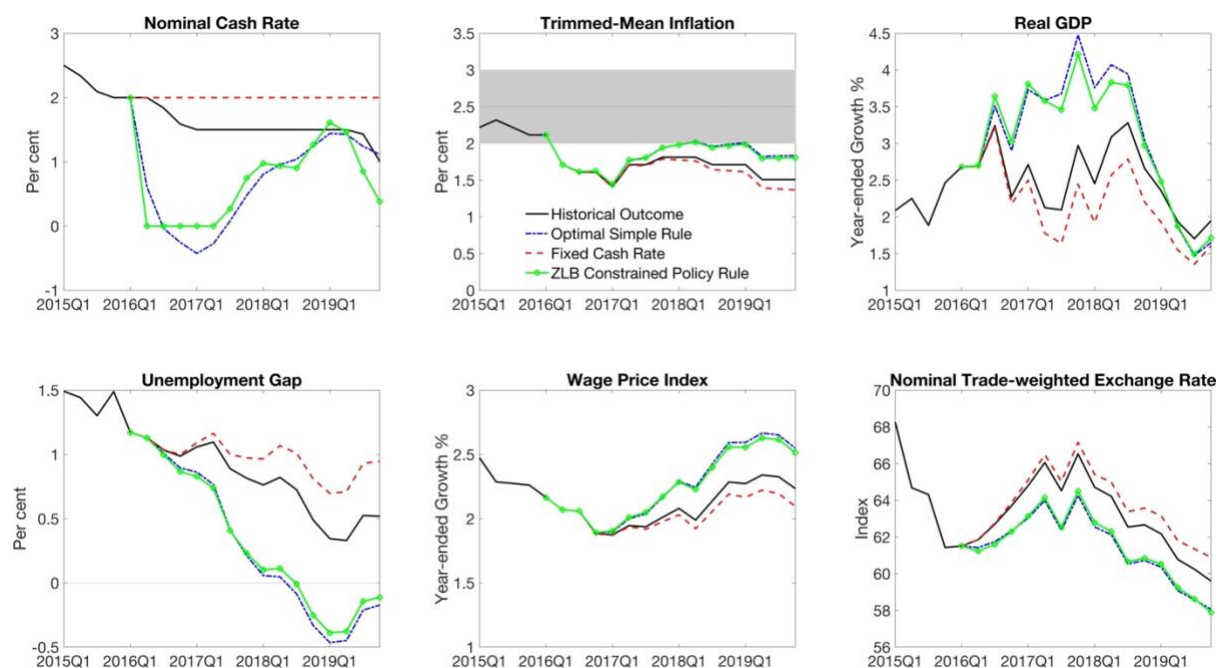 Nominal Cash Rate
Per cent
3
2
1
0
-1
2015Q1 2016Q1 2017Q1 2018Q1 2019Q1
Trimmed-Mean Inflation
Per cent
3.5
3
2.5
2
1.5
1
0.5
0
Historical Outcome
Optimal Simple Rule
Fixed Cash Rate
ZLB Constrained Policy Rule
2015Q1 2016Q1 2017Q1 2018Q1 2019Q1
Real GDP
Year-ended Growth %
4.5
4
3.5
3
2.5
2
1.5
1
2015Q1 2016Q1 2017Q1 2018Q1 2019Q1
Unemployment Gap
Per cent
1.5
1
0.5
0
-0.5
2015Q1 2016Q1 2017Q1 2018Q1 2019Q1
Wage Price Index
Year-ended Growth %
3
2.5
2
1.5
1
2015Q1 2016Q1 2017Q1 2018Q1 2019Q1
Nominal Trade-weighted Exchange Rate
Index
70
68
66
64
62
60
58
56
2015Q1 2016Q1 2017Q1 2018Q1 2019Q1